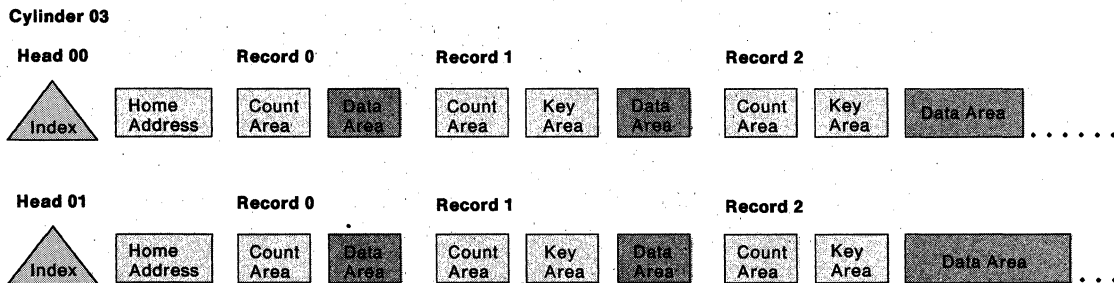 Cylinder 03
Head 00 Record 0 Record 1 Record 2
Index
Home
Address
Count
Area
Data
Area
Count
Area
Key
Area
Data
Area
Count
Area
Key
Area
Data Area
Head 01 Record 0 Record 1 Record 2
Index
Home
Address
Count
Area
Data
Area
Count
Area
Key
Area
Data
Area
Count
Area
Key
Area
Data Area